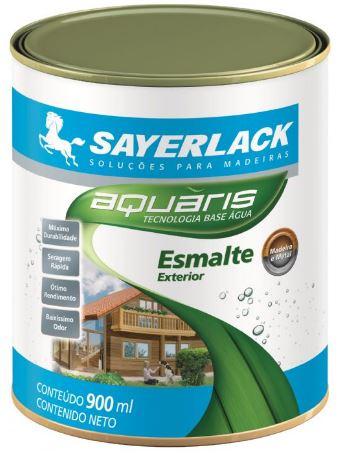 SAYERLACK
SOLUÇÕES PARA MADEIRAS
aquaris
TECNOLOGIA BASE ÁGUA
Esmalte
Exterior
Madeira
e Metal
Máxima
Durabilidade
Secagem
Rápida
Ótimo
Rendimento
Baixíssimo
Odor
CONTEÚDO 900 ml
CONTENIDO NETO